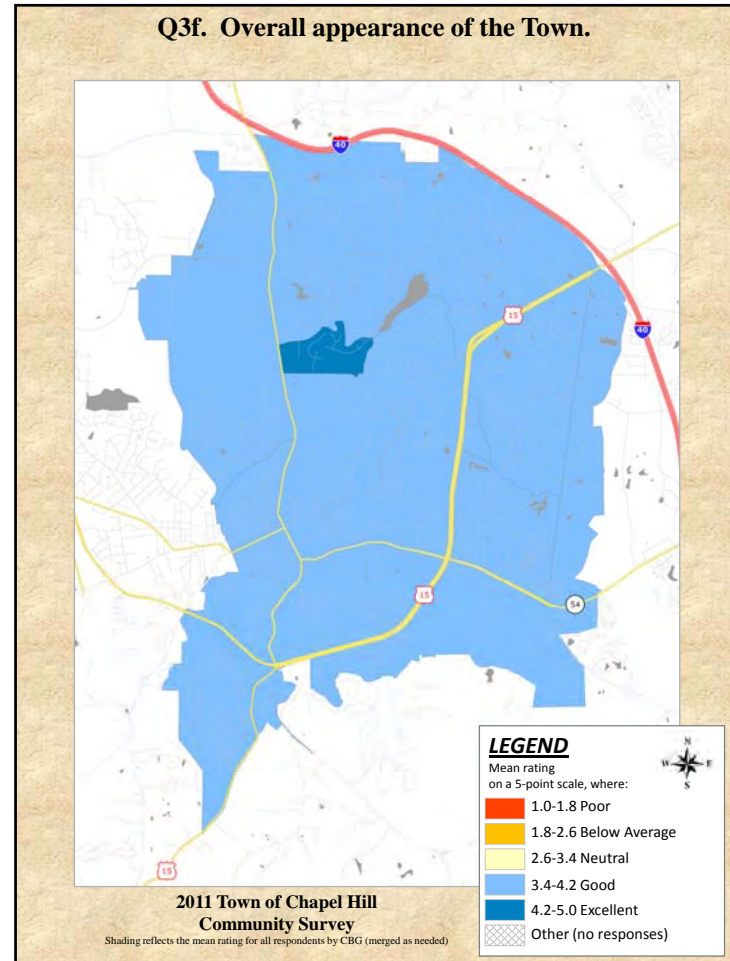 Q3f. Overall appearance of the Town.
40
15
40
15
54
15
LEGEND
Mean rating
on a 5-point scale, where:
N
W E
S
1.0-1.8 Poor
1.8-2.6 Below Average
2.6-3.4 Neutral
3.4-4.2 Good
4.2-5.0 Excellent
Other (no responses)
2011 Town of Chapel Hill
Community Survey
Shading reflects the mean rating for all respondents by CBG (merged as needed)